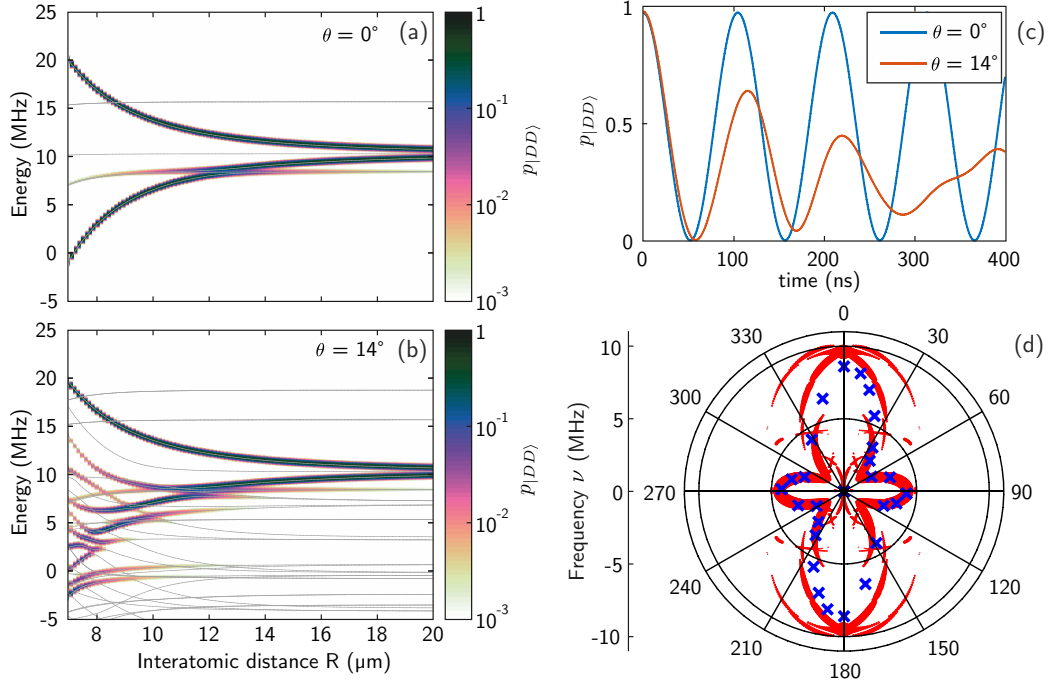 θ = 0° (a)
25
20
15
10
5
0
-5
Energy (MHz)
1
10⁻¹
10⁻²
10⁻³
p|DD⟩
θ = 14° (b)
25
20
15
10
5
0
-5
Energy (MHz)
8 10 12 14 16 18 20
Interatomic distance R (μm)
1
10⁻¹
10⁻²
10⁻³
p|DD⟩
(c)
θ = 0°
θ = 14°
1
0.5
0
p|DD⟩
0 100 200 300 400
time (ns)
(d)
10
5
0
-5
-10
Frequency ν (MHz)
0
30
60
90
120
150
180
210
240
270
300
330